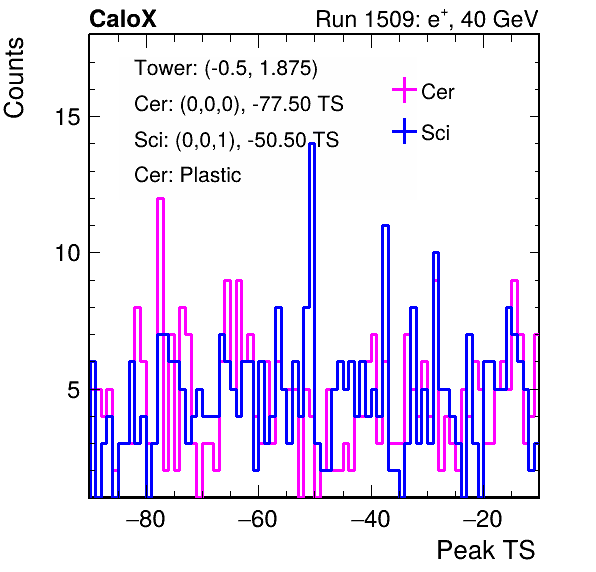 CaloX Run 1509: e⁺, 40 GeV
Counts
Tower: (-0.5, 1.875)
Cer: (0,0,0), -77.50 TS
Sci: (0,0,1), -50.50 TS
Cer: Plastic
Cer
Sci
15
10
5
−80 −60 −40 −20
Peak TS